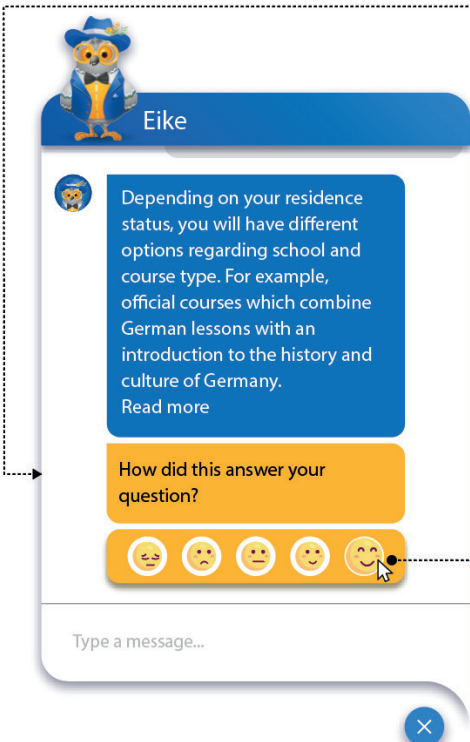 Eike
Depending on your residence
status, you will have different
options regarding school and
course type. For example,
official courses which combine
German lessons with an
introduction to the history and
culture of Germany.
Read more
How did this answer your
question?
Type a message...